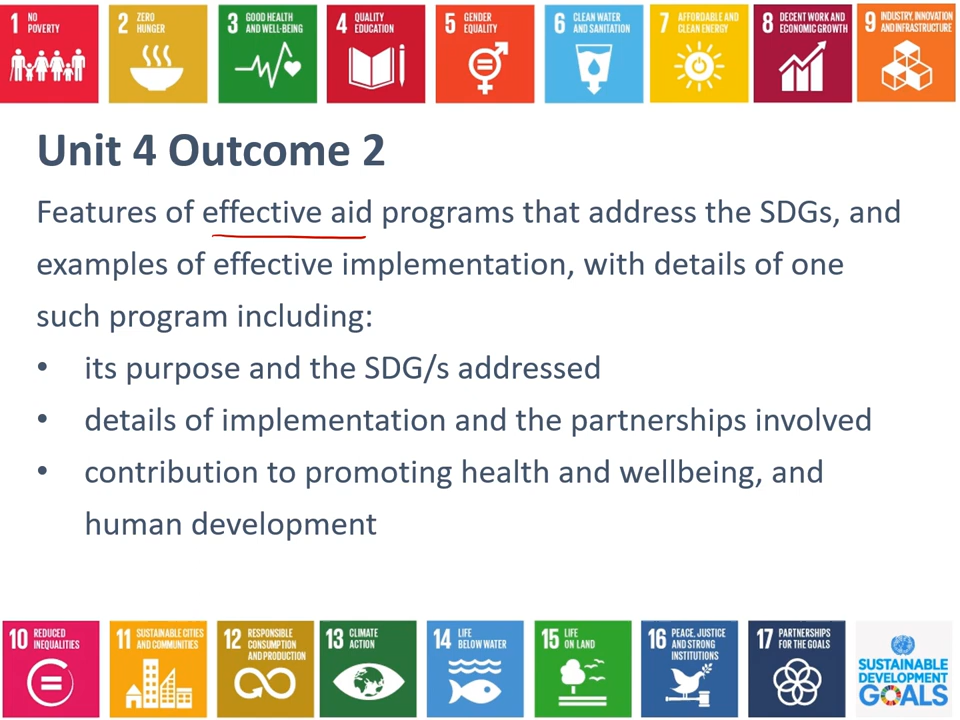 1 NO POVERTY
2 ZERO HUNGER
3 GOOD HEALTH AND WELL-BEING
4 QUALITY EDUCATION
5 GENDER EQUALITY
6 CLEAN WATER AND SANITATION
7 AFFORDABLE AND CLEAN ENERGY
8 DECENT WORK AND ECONOMIC GROWTH
9 INDUSTRY, INNOVATION AND INFRASTRUCTURE
Unit 4 Outcome 2
Features of effective aid programs that address the SDGs, and
examples of effective implementation, with details of one
such program including:
• its purpose and the SDG/s addressed
• details of implementation and the partnerships involved
• contribution to promoting health and wellbeing, and
human development
10 REDUCED INEQUALITIES
11 SUSTAINABLE CITIES AND COMMUNITIES
12 RESPONSIBLE CONSUMPTION AND PRODUCTION
13 CLIMATE ACTION
14 LIFE BELOW WATER
15 LIFE ON LAND
16 PEACE, JUSTICE AND STRONG INSTITUTIONS
17 PARTNERSHIPS FOR THE GOALS
SUSTAINABLE
DEVELOPMENT
GOALS